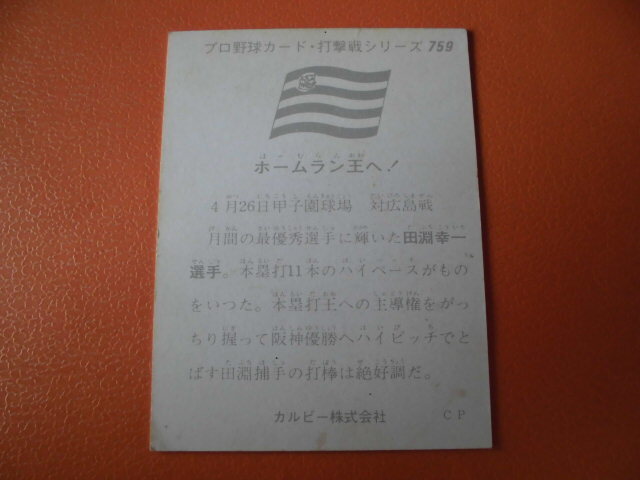 プロ野球カード・打撃戦シリーズ 759
ホームラン王へ！
4月26日甲子園球場　対広島戦
月間の最優秀選手に輝いた田淵幸一
選手。本塁打11本のハイペースがもの
をいつた。本塁打王への主導権をがっ
ちり握って阪神優勝へハイピッチでと
ばす田淵捕手の打棒は絶好調だ。
カルビー株式会社　CP